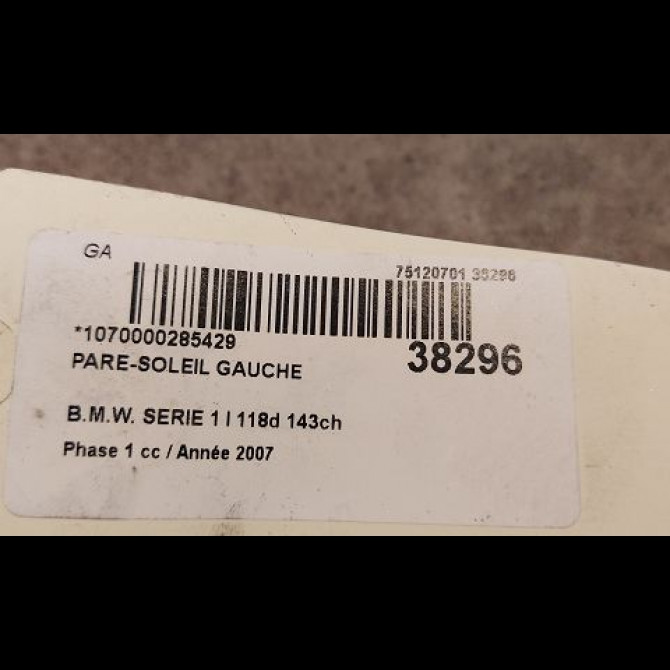 GA
75120701 38296
*1070000285429
38296
PARE-SOLEIL GAUCHE
B.M.W. SERIE 1 I 118d 143ch
Phase 1 cc / Année 2007